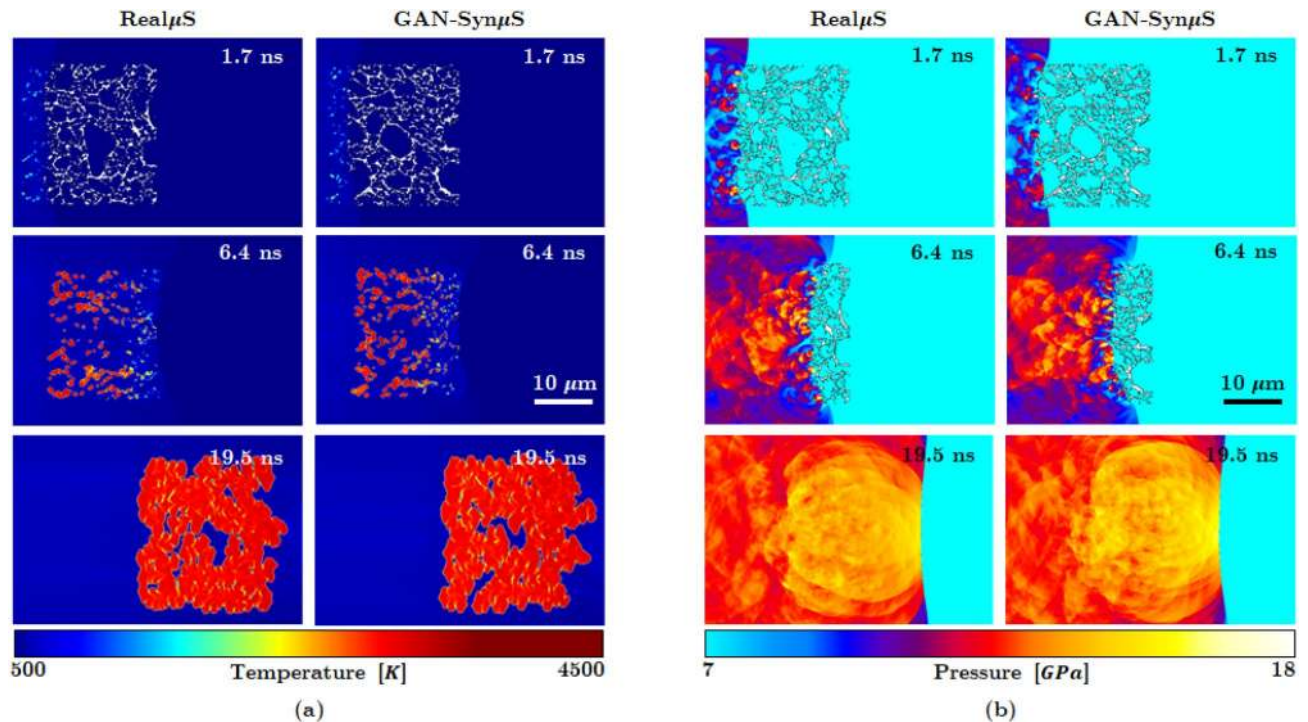 RealμS GAN-SynμS RealμS GAN-SynμS
1.7 ns 1.7 ns 1.7 ns 1.7 ns
6.4 ns 6.4 ns 6.4 ns 6.4 ns
10 μm 10 μm
19.5 ns 19.5 ns 19.5 ns 19.5 ns
500 Temperature [K] 4500 7 Pressure [GPa] 18
(a) (b)